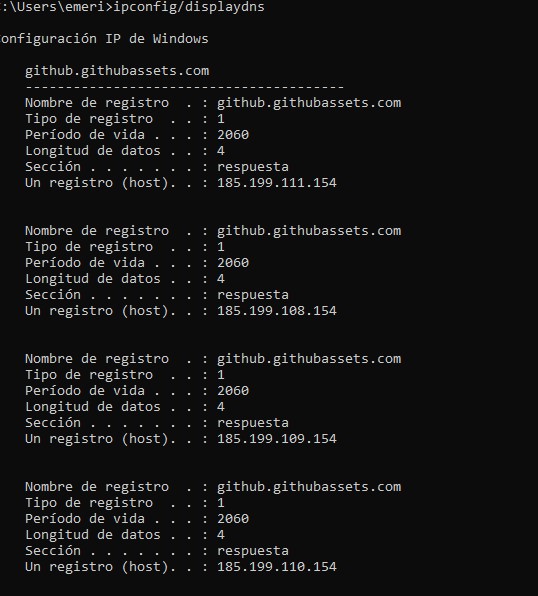 :\Users\emeri>ipconfig/displaydns
onfiguración IP de Windows
github.githubassets.com
----------------------------------------
Nombre de registro  . : github.githubassets.com
Tipo de registro  . . : 1
Período de vida . . . : 2060
Longitud de datos . . : 4
Sección . . . . . . . : respuesta
Un registro (host). . : 185.199.111.154
Nombre de registro  . : github.githubassets.com
Tipo de registro  . . : 1
Período de vida . . . : 2060
Longitud de datos . . : 4
Sección . . . . . . . : respuesta
Un registro (host). . : 185.199.108.154
Nombre de registro  . : github.githubassets.com
Tipo de registro  . . : 1
Período de vida . . . : 2060
Longitud de datos . . : 4
Sección . . . . . . . : respuesta
Un registro (host). . : 185.199.109.154
Nombre de registro  . : github.githubassets.com
Tipo de registro  . . : 1
Período de vida . . . : 2060
Longitud de datos . . : 4
Sección . . . . . . . : respuesta
Un registro (host). . : 185.199.110.154